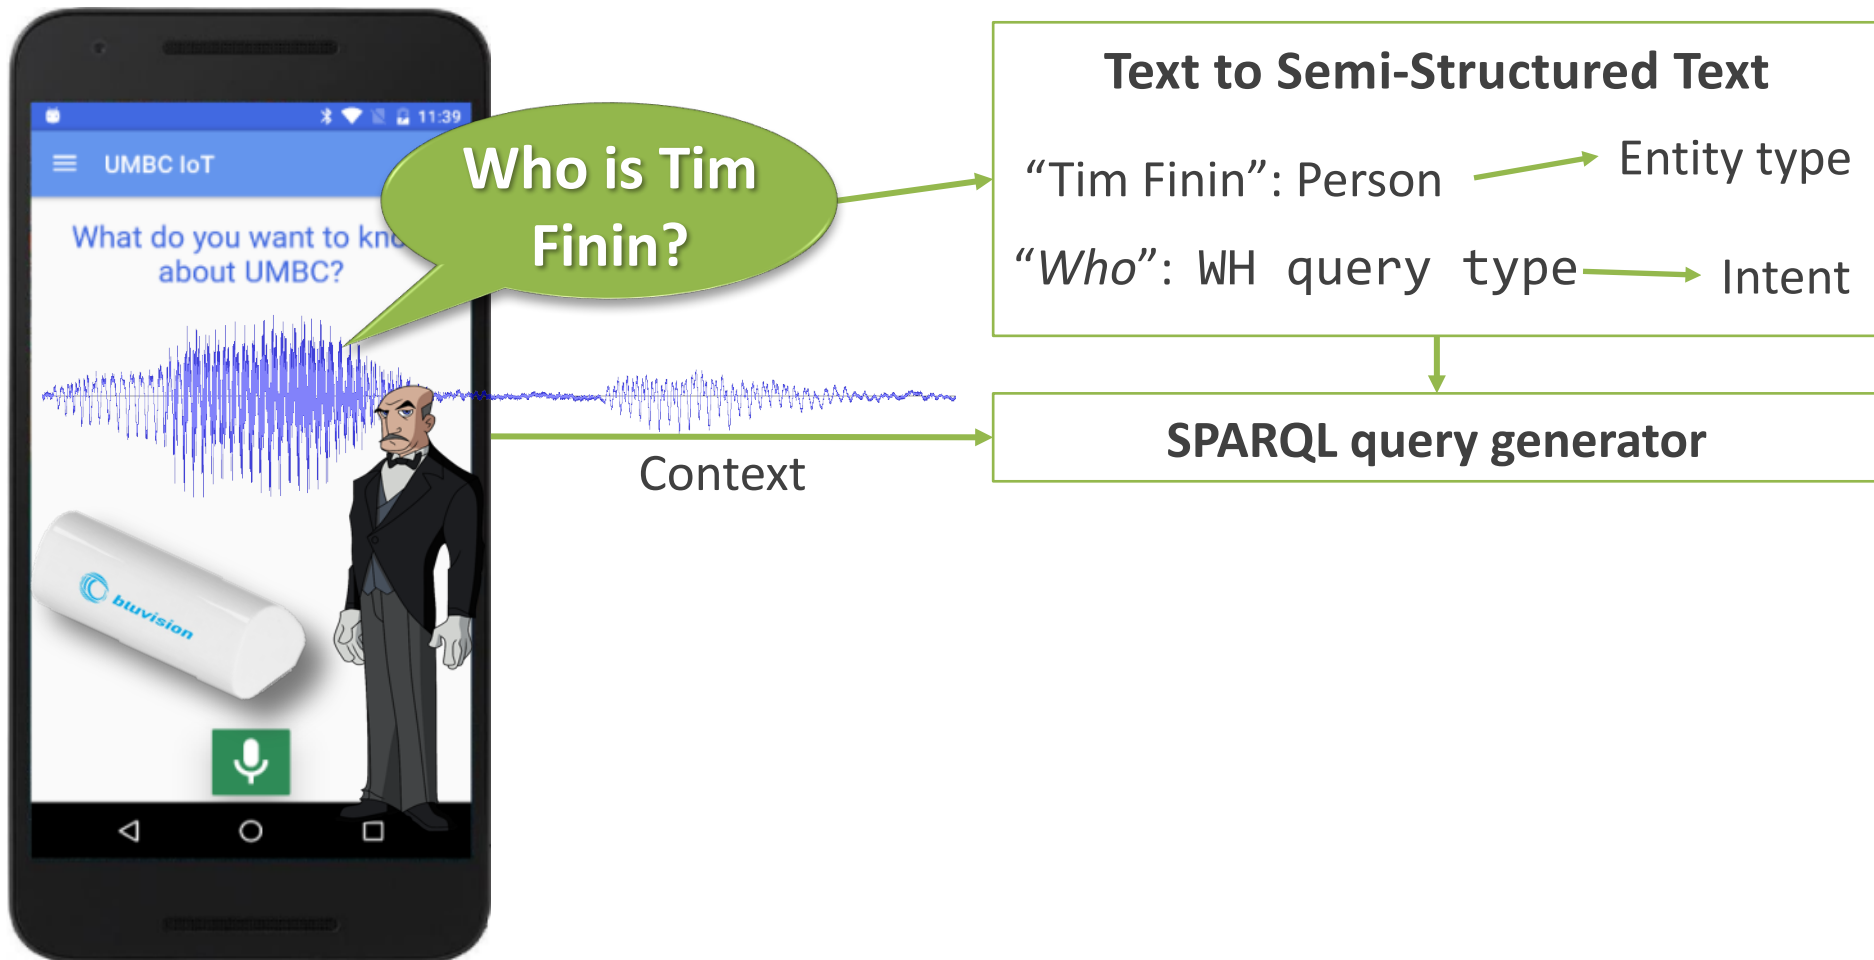 11:39
UMBC IoT
What do you want to kno
about UMBC?
Who is Tim
Finin?
bluvision
Context
Text to Semi-Structured Text
“Tim Finin”: Person
Entity type
“Who”: WH query type
Intent
SPARQL query generator